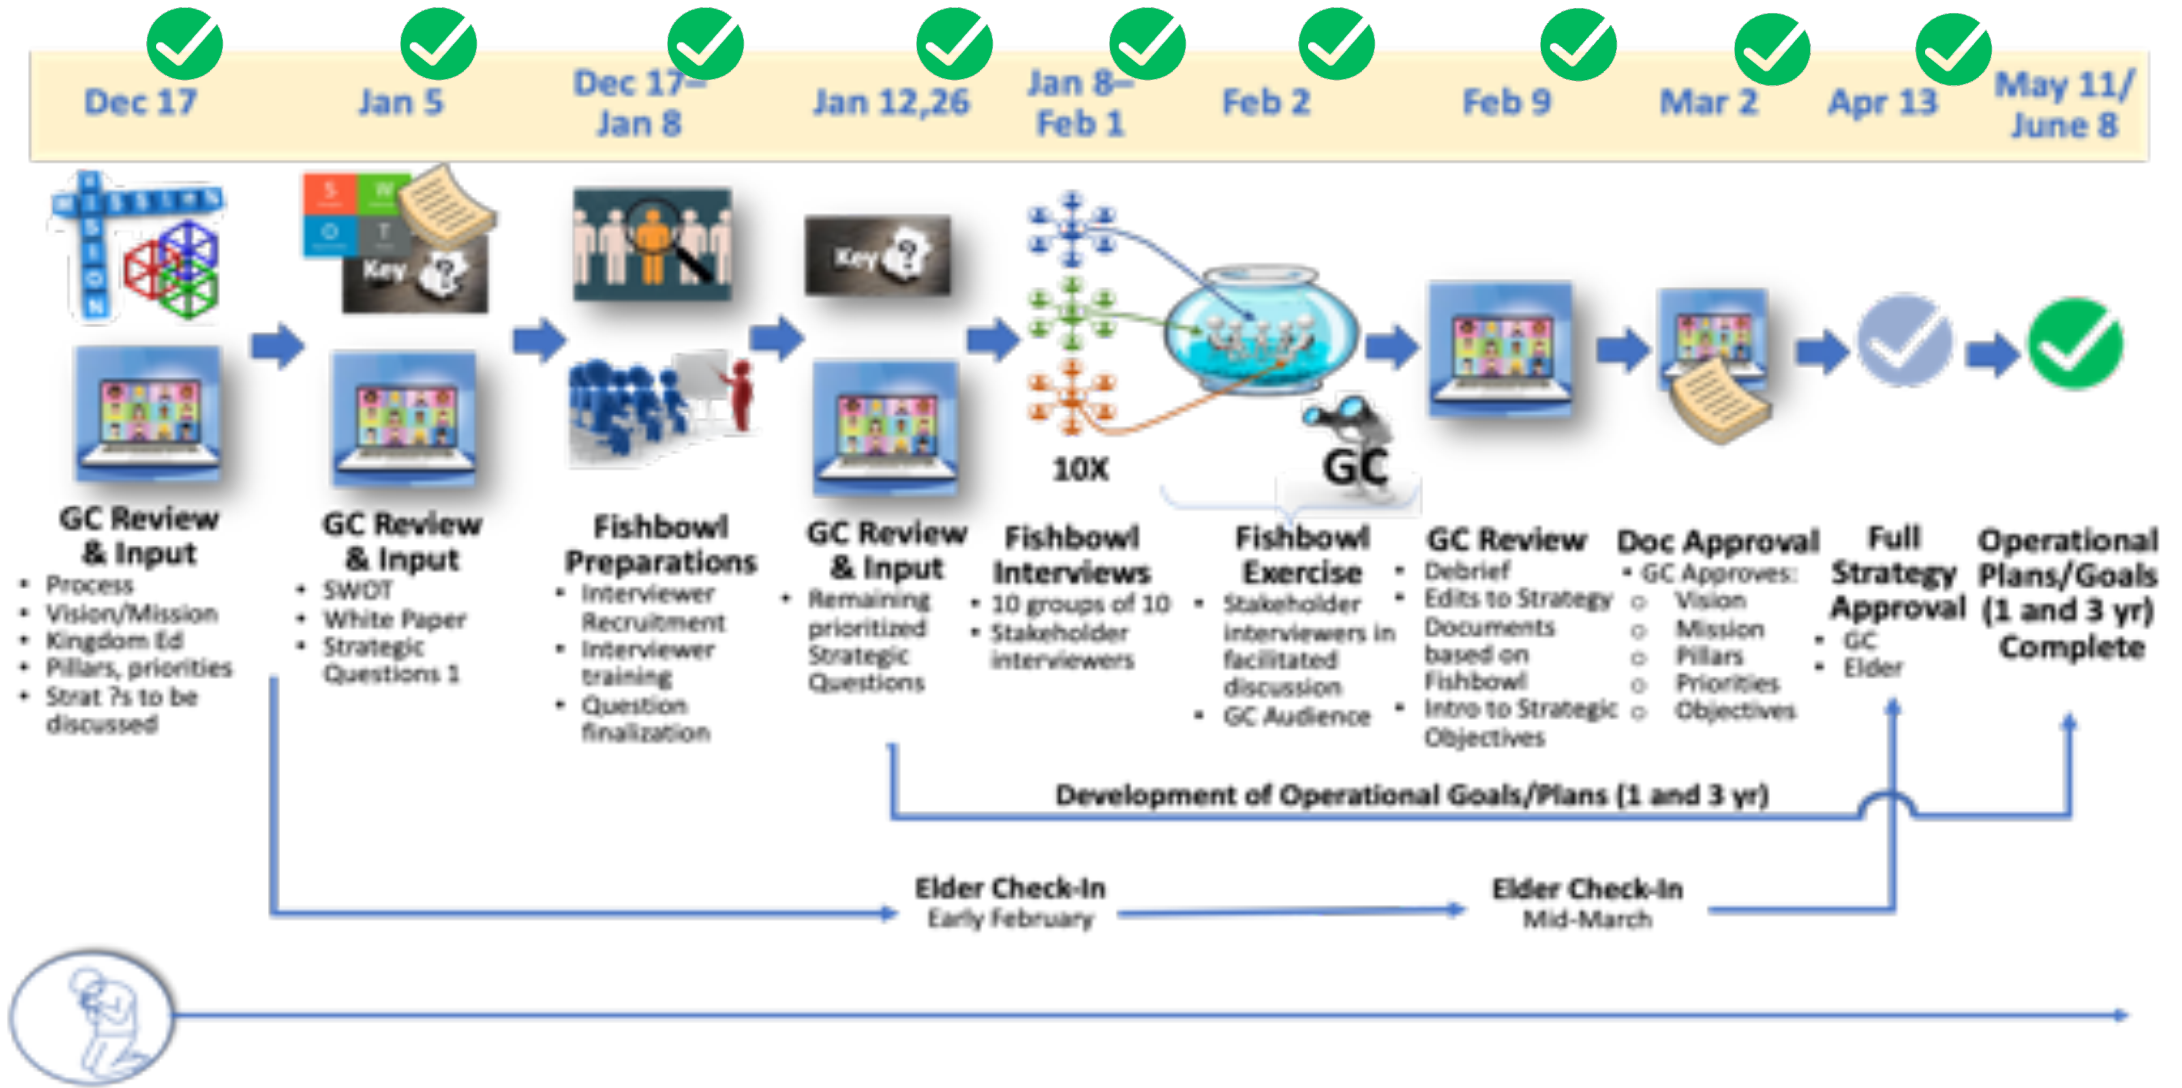 Dec 17
Jan 5
Dec 17–
Jan 8
Jan 12,26
Jan 8–
Feb 1
Feb 2
Feb 9
Mar 2
Apr 13
May 11/
June 8
MISSION
VISION
S W
O T
Key ?
Key ?
10X
GC
GC Review
& Input
• Process
• Vision/Mission
• Kingdom Ed
• Pillars, priorities
• Strat ?s to be
discussed
GC Review
& Input
• SWOT
• White Paper
• Strategic
Questions 1
Fishbowl
Preparations
• Interviewer
Recruitment
• Interviewer
training
• Question
finalization
GC Review
& Input
• Remaining
prioritized
Strategic
Questions
Fishbowl
Interviews
• 10 groups of 10
• Stakeholder
interviewers
Fishbowl
Exercise
• Stakeholder
interviewers in
facilitated
discussion
• GC Audience
GC Review
• Debrief
• Edits to Strategy
Documents
based on
Fishbowl
• Intro to Strategic
Objectives
Doc Approval
• GC Approves:
o Vision
o Mission
o Pillars
o Priorities
o Objectives
Full
Strategy
Approval
• GC
• Elder
Operational
Plans/Goals
(1 and 3 yr)
Complete
Development of Operational Goals/Plans (1 and 3 yr)
Elder Check-In
Early February
Elder Check-In
Mid-March